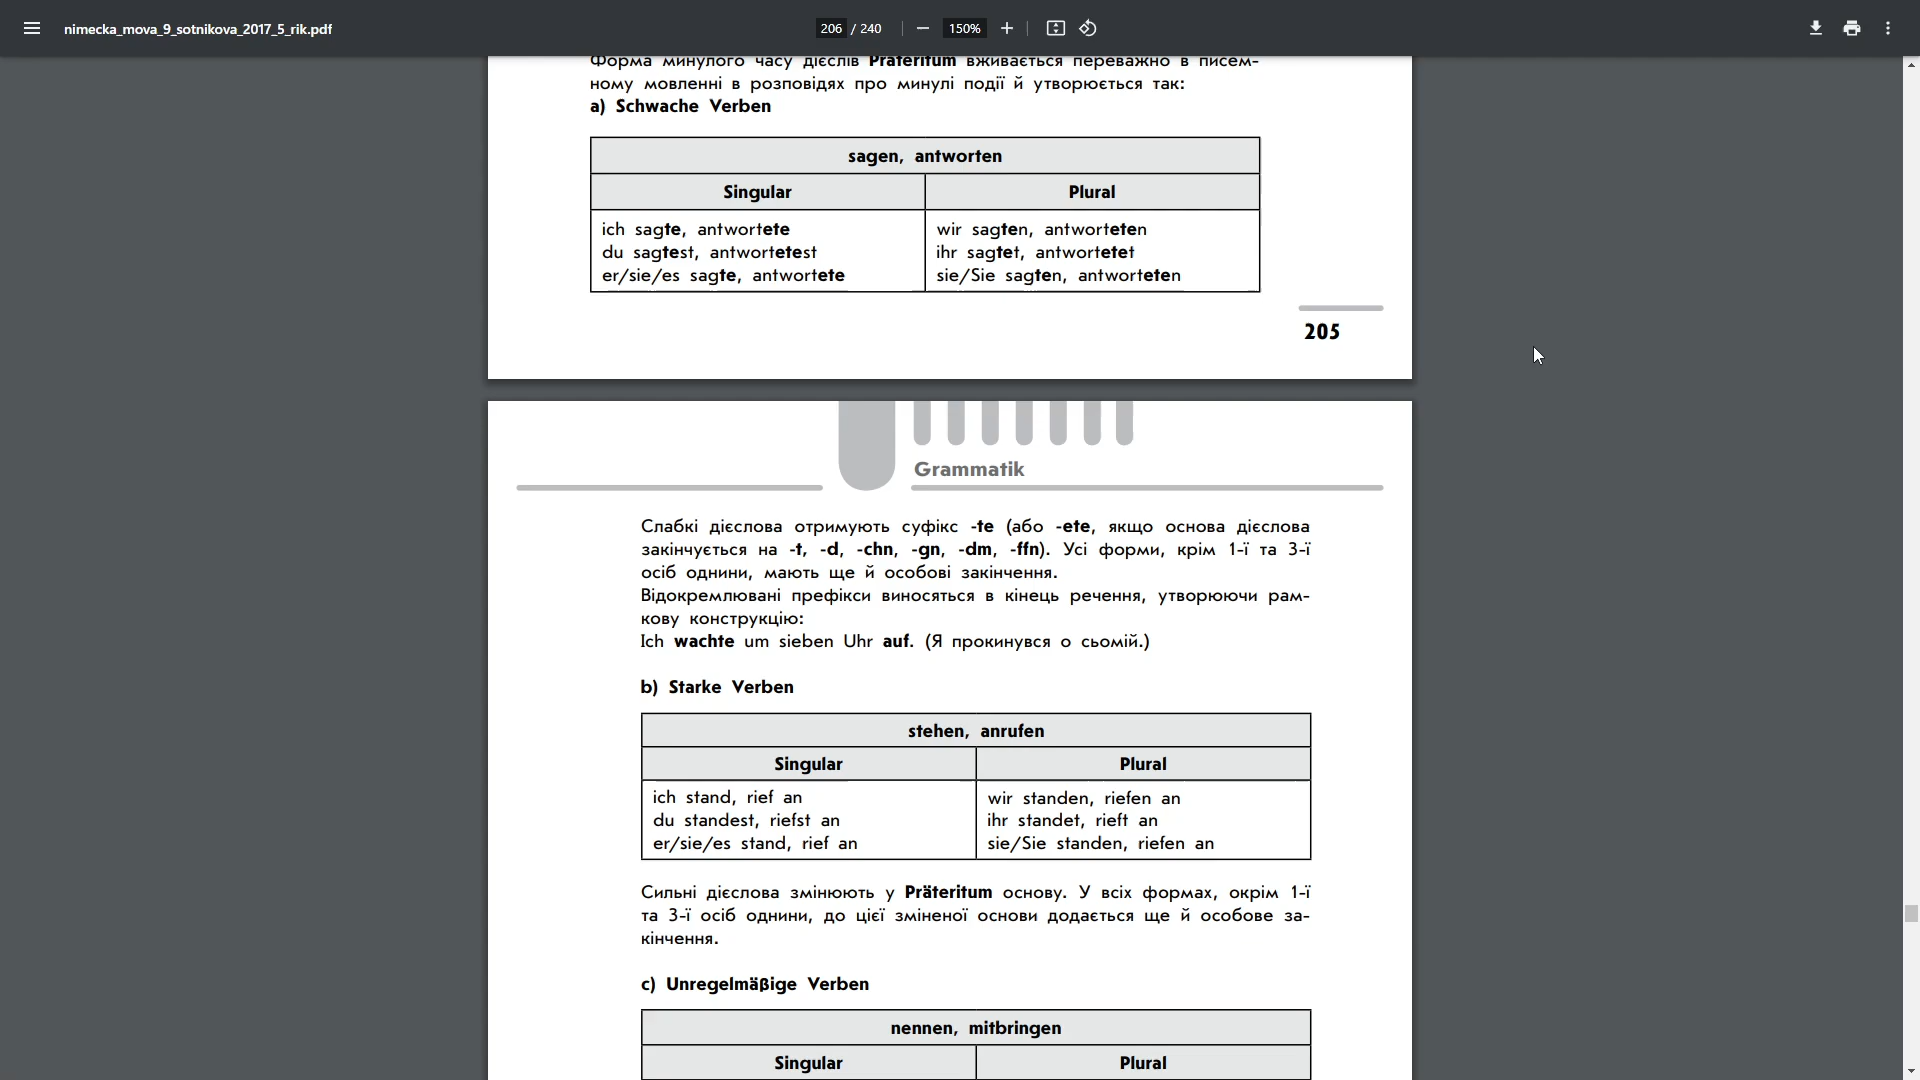 nimecka_mova_9_sotnikova_2017_5_rik.pdf
206 / 240
150%
Форма минулого часу дієслів Präteritum вживається переважно в писем-
ному мовленні в розповідях про минулі події й утворюється так:
a) Schwache Verben
sagen, antworten
Singular Plural
ich sagte, antwortete
du sagtest, antwortetest
er/sie/es sagte, antwortete
wir sagten, antworteten
ihr sagtet, antwortetet
sie/Sie sagten, antworteten
205
Grammatik
Слабкі дієслова отримують суфікс -te (або -ete, якщо основа дієслова
закінчується на -t, -d, -chn, -gn, -dm, -ffn). Усі форми, крім 1-ї та 3-ї
осіб однини, мають ще й особові закінчення.
Відокремлювані префікси виносяться в кінець речення, утворюючи рам-
кову конструкцію:
Ich wachte um sieben Uhr auf. (Я прокинувся о сьомій.)
b) Starke Verben
stehen, anrufen
Singular Plural
ich stand, rief an
du standest, riefst an
er/sie/es stand, rief an
wir standen, riefen an
ihr standet, rieft an
sie/Sie standen, riefen an
Сильні дієслова змінюють у Präteritum основу. У всіх формах, окрім 1-ї
та 3-ї осіб однини, до цієї зміненої основи додається ще й особове за-
кінчення.
c) Unregelmäßige Verben
nennen, mitbringen
Singular Plural